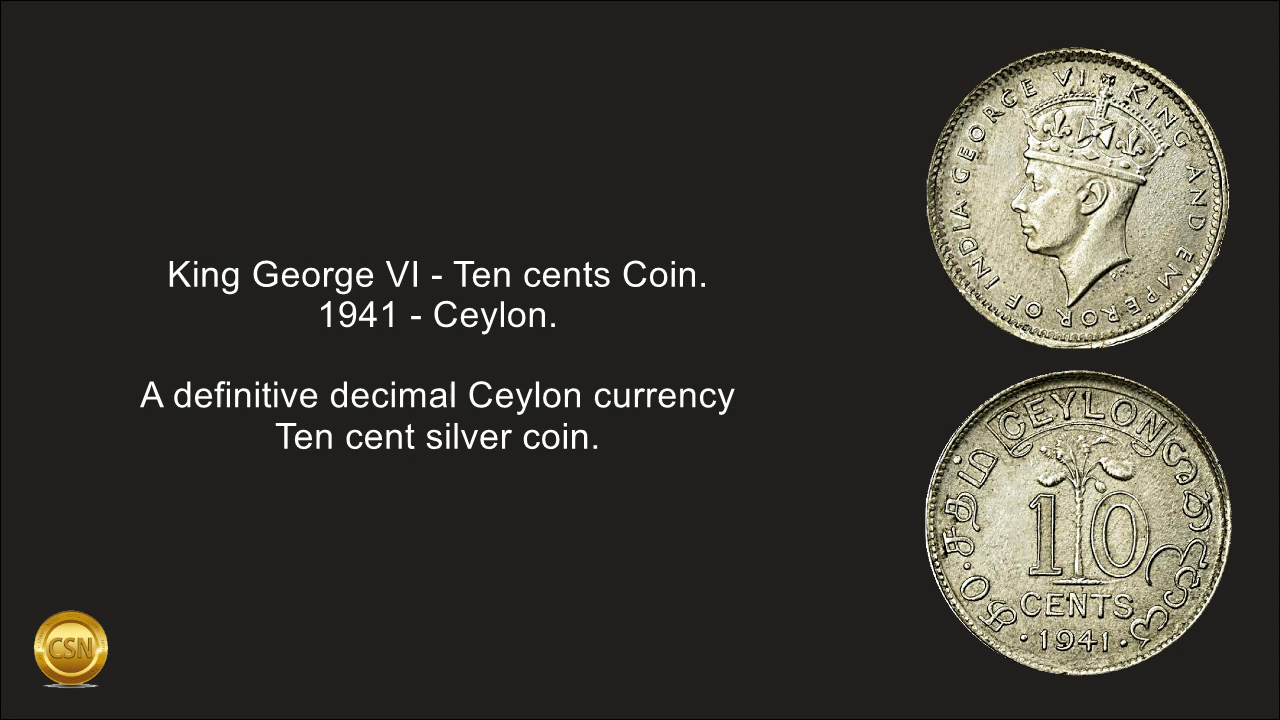 King George VI - Ten cents Coin.
1941 - Ceylon.
A definitive decimal Ceylon currency
Ten cent silver coin.
GEORGE VI KING AND EMPEROR OF INDIA
CEYLON
10
CENTS
1941
CSN